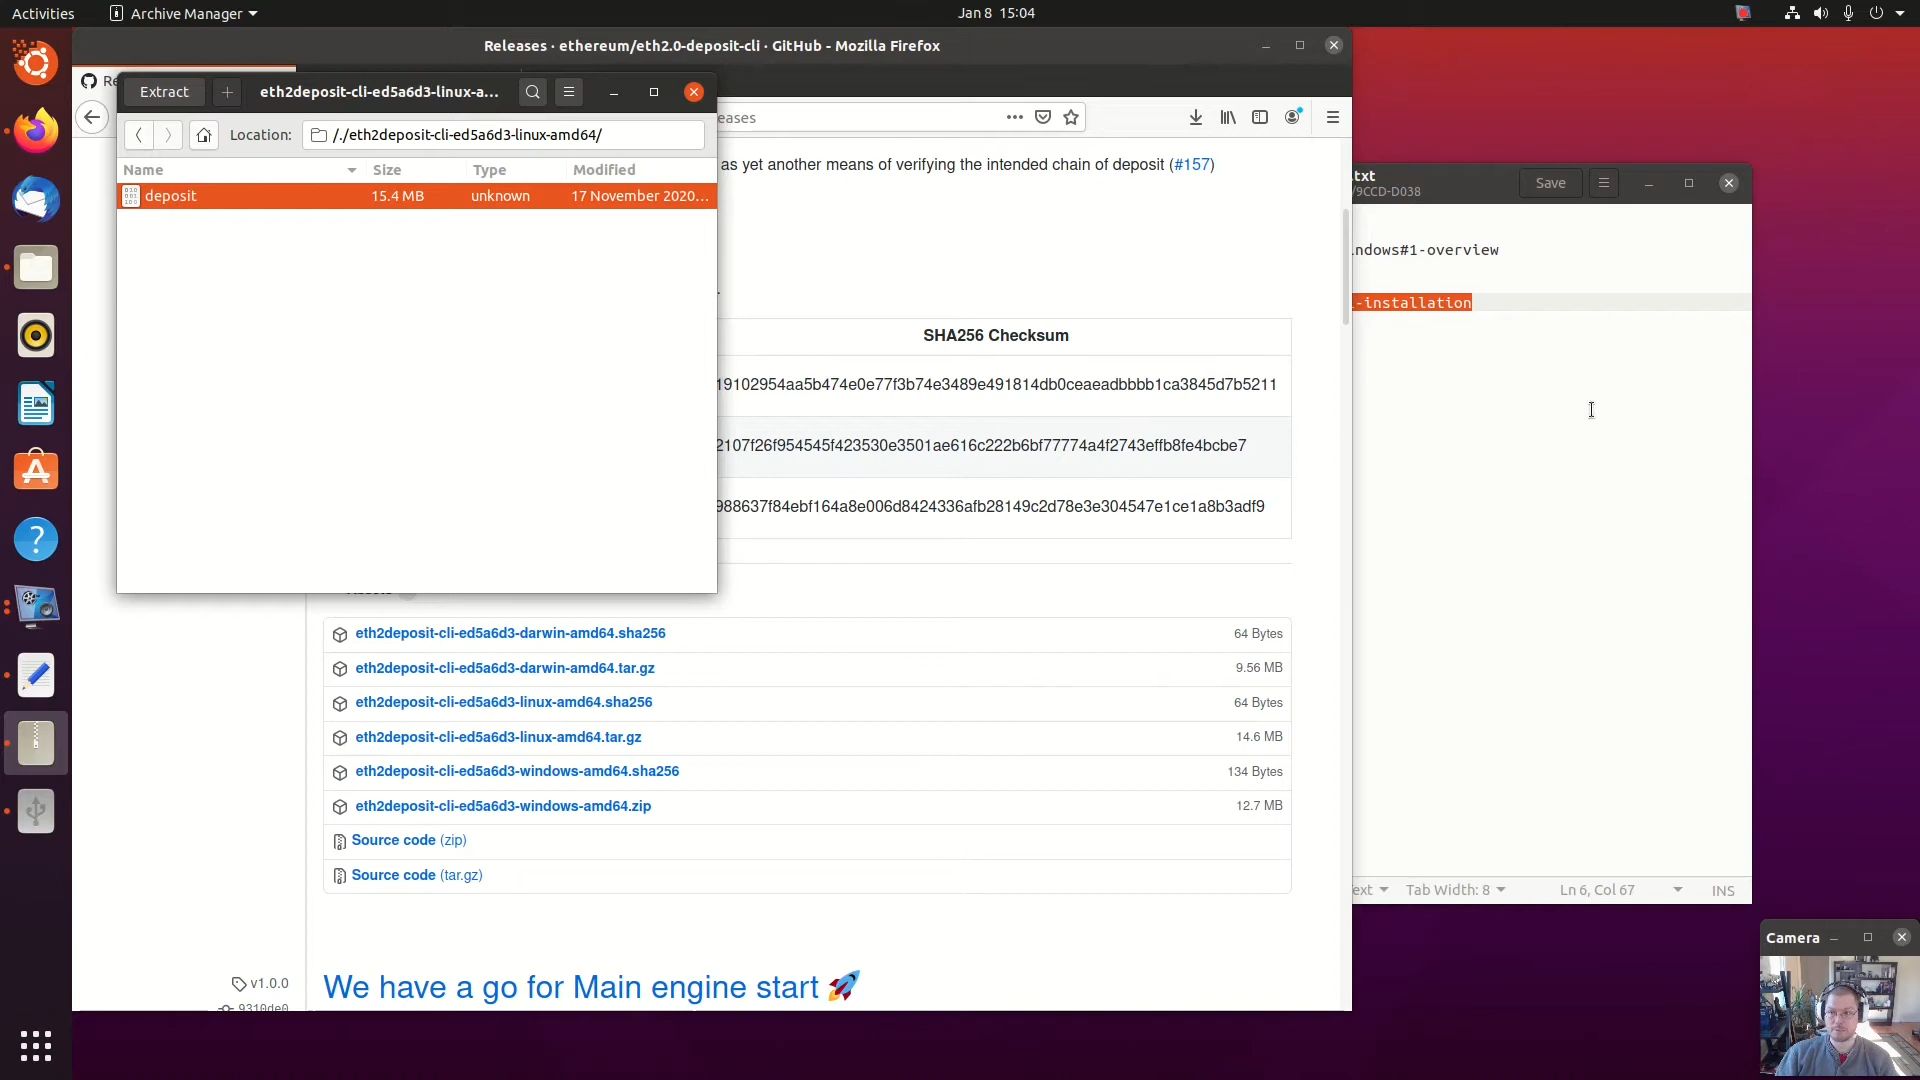 Activities
Archive Manager
Jan 8 15:04
Releases · ethereum/eth2.0-deposit-cli · GitHub - Mozilla Firefox
Re
Extract
eth2deposit-cli-ed5a6d3-linux-a...
Location:
/./eth2deposit-cli-ed5a6d3-linux-amd64/
eases
Name
Size
Type
Modified
deposit
15.4 MB
unknown
17 November 2020...
as yet another means of verifying the intended chain of deposit (#157)
.
SHA256 Checksum
19102954aa5b474e0e77f3b74e3489e491814db0ceaeadbbbb1ca3845d7b5211
2107f26f954545f423530e3501ae616c222b6bf77774a4f2743effb8fe4bcbe7
988637f84ebf164a8e006d8424336afb28149c2d78e3e304547e1ce1a8b3adf9
eth2deposit-cli-ed5a6d3-darwin-amd64.sha256
64 Bytes
eth2deposit-cli-ed5a6d3-darwin-amd64.tar.gz
9.56 MB
eth2deposit-cli-ed5a6d3-linux-amd64.sha256
64 Bytes
eth2deposit-cli-ed5a6d3-linux-amd64.tar.gz
14.6 MB
eth2deposit-cli-ed5a6d3-windows-amd64.sha256
134 Bytes
eth2deposit-cli-ed5a6d3-windows-amd64.zip
12.7 MB
Source code (zip)
Source code (tar.gz)
v1.0.0
9310de0
We have a go for Main engine start 🚀
.txt
/9CCD-D038
Save
indows#1-overview
-installation
ext
Tab Width: 8
Ln 6, Col 67
INS
Camera